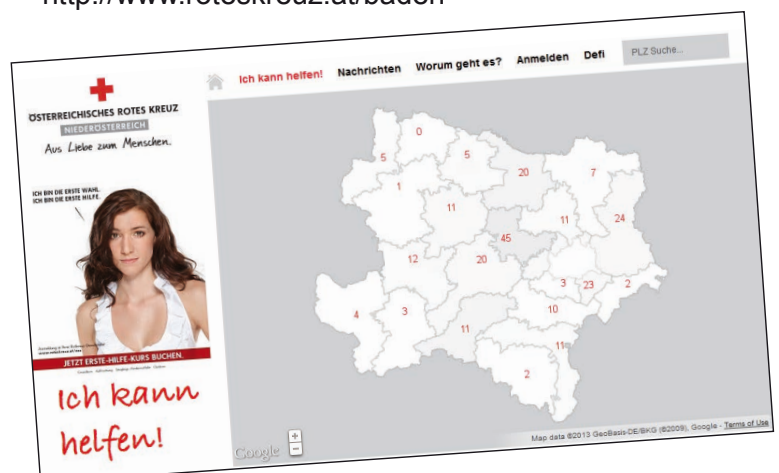 http://www.roteskreuz.at/baden
Ich kann helfen! Nachrichten Worum geht es? Anmelden Defi PLZ Suche...
ÖSTERREICHISCHES ROTES KREUZ
NIEDERÖSTERREICH
Aus Liebe zum Menschen.
ICH BIN DIE ERSTE WAHL.
ICH BIN DIE ERSTE HILFE.
JETZT ERSTE-HILFE-KURS BUCHEN.
Ich kann
helfen!
0
5
5
20
7
1
11
11
24
45
12
20
3
23
2
4
3
10
11
11
2
Google
+
-
Map data ©2013 GeoBasis-DE/BKG (©2009), Google - Terms of Use